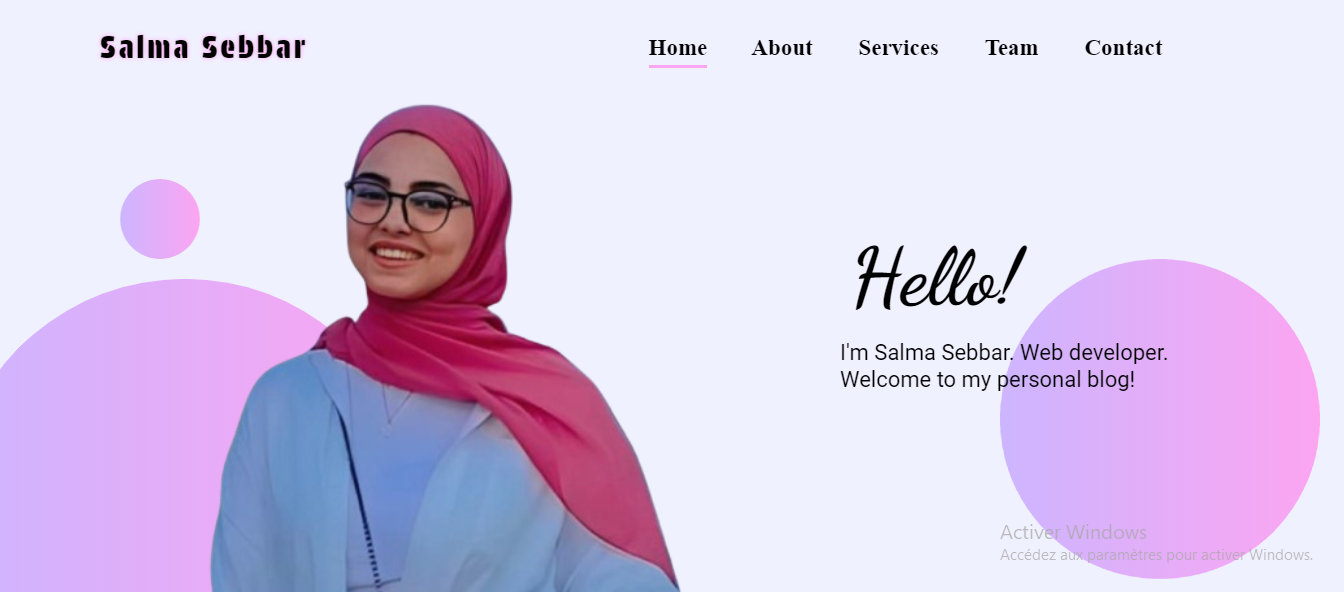 Salma Sebbar
Home About Services Team Contact
Hello!
I'm Salma Sebbar. Web developer.
Welcome to my personal blog!
Activer Windows
Accédez aux paramètres pour activer Windows.